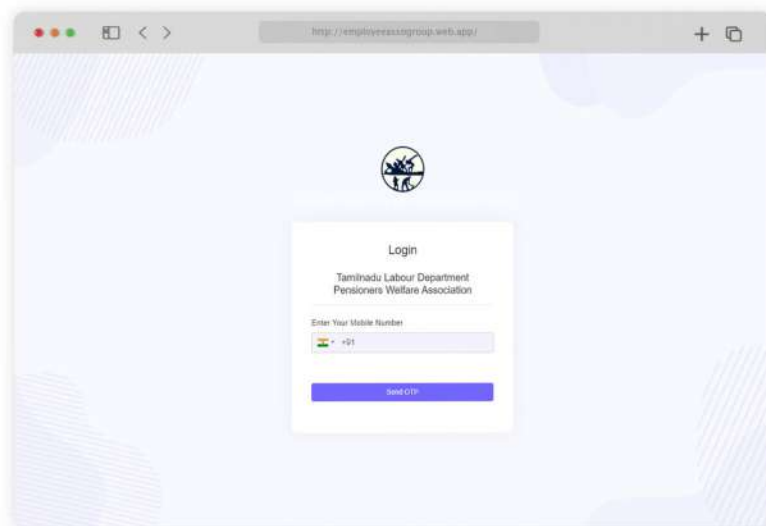 http://employeeassngroup.web.app/
Login
Tamilnadu Labour Department
Pensioners Welfare Association
Enter Your Mobile Number
+91
Send OTP